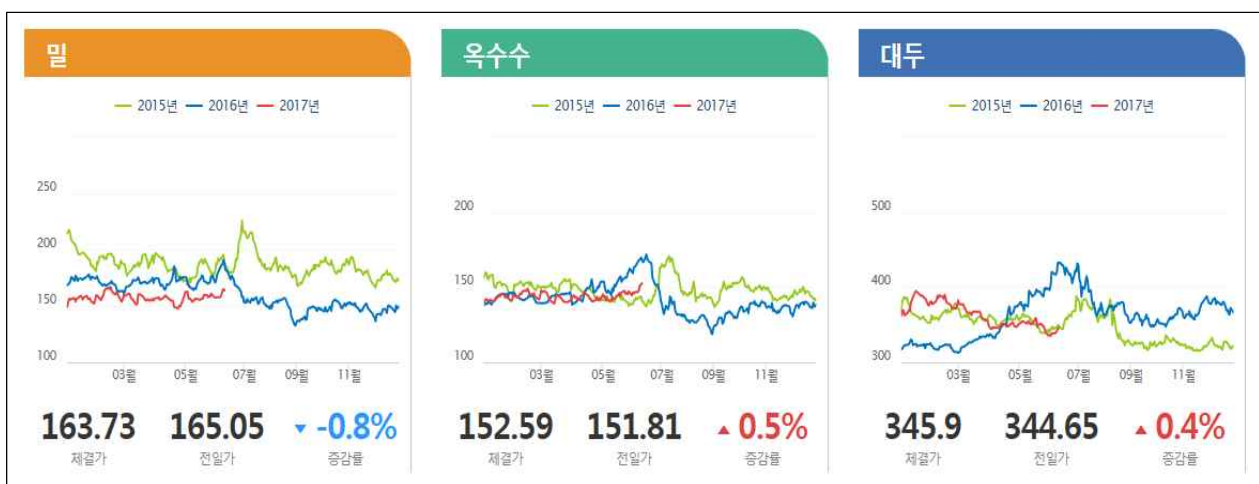 밀
2015년 2016년 2017년
250
200
150
100
03월 05월 07월 09월 11월
163.73 165.05 ▼ -0.8%
체결가 전일가 증감률
옥수수
2015년 2016년 2017년
200
150
100
03월 05월 07월 09월 11월
152.59 151.81 ▲ 0.5%
체결가 전일가 증감률
대두
2015년 2016년 2017년
500
400
300
03월 05월 07월 09월 11월
345.9 344.65 ▲ 0.4%
체결가 전일가 증감률